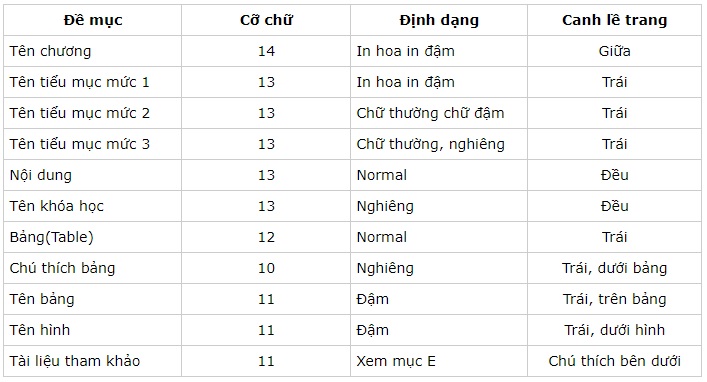 Đề mục Cỡ chữ Định dạng Canh lề trang
Tên chương 14 In hoa in đậm Giữa
Tên tiểu mục mức 1 13 In hoa in đậm Trái
Tên tiểu mục mức 2 13 Chữ thường chữ đậm Trái
Tên tiểu mục mức 3 13 Chữ thường, nghiêng Trái
Nội dung 13 Normal Đều
Tên khóa học 13 Nghiêng Đều
Bảng(Table) 12 Normal Trái
Chú thích bảng 10 Nghiêng Trái, dưới bảng
Tên bảng 11 Đậm Trái, trên bảng
Tên hình 11 Đậm Trái, dưới hình
Tài liệu tham khảo 11 Xem mục E Chú thích bên dưới